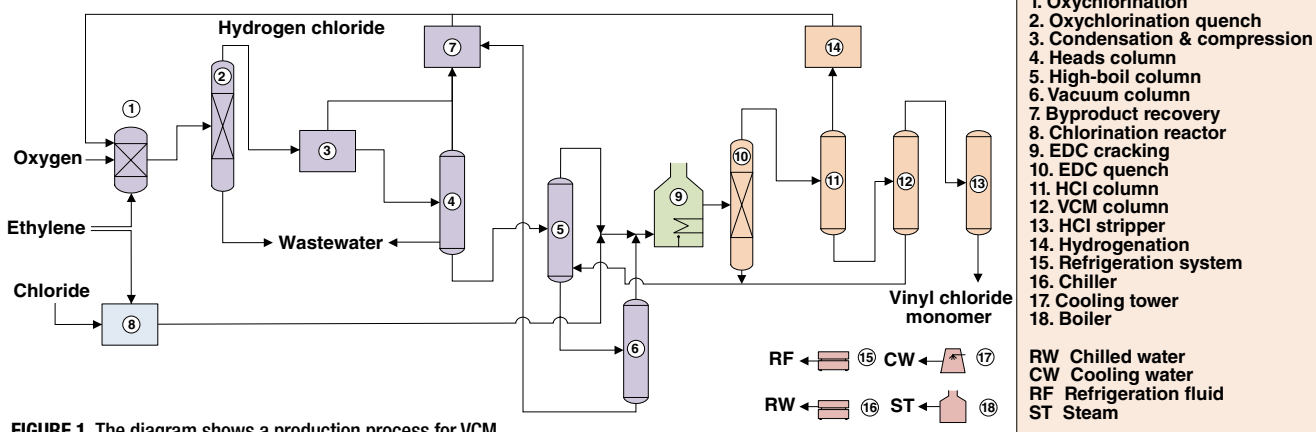 Hydrogen chloride
1
2
3
4
5
6
7
8
9
10
11
12
13
14
Oxygen
Ethylene
Chloride
Wastewater
Vinyl chloride
monomer
RF 15 CW 17
RW 16 ST 18
FIGURE 1. The diagram shows a production process for VCM
1. Oxychlorination
2. Oxychlorination quench
3. Condensation & compression
4. Heads column
5. High-boil column
6. Vacuum column
7. Byproduct recovery
8. Chlorination reactor
9. EDC cracking
10. EDC quench
11. HCl column
12. VCM column
13. HCl stripper
14. Hydrogenation
15. Refrigeration system
16. Chiller
17. Cooling tower
18. Boiler
RW Chilled water
CW Cooling water
RF Refrigeration fluid
ST Steam